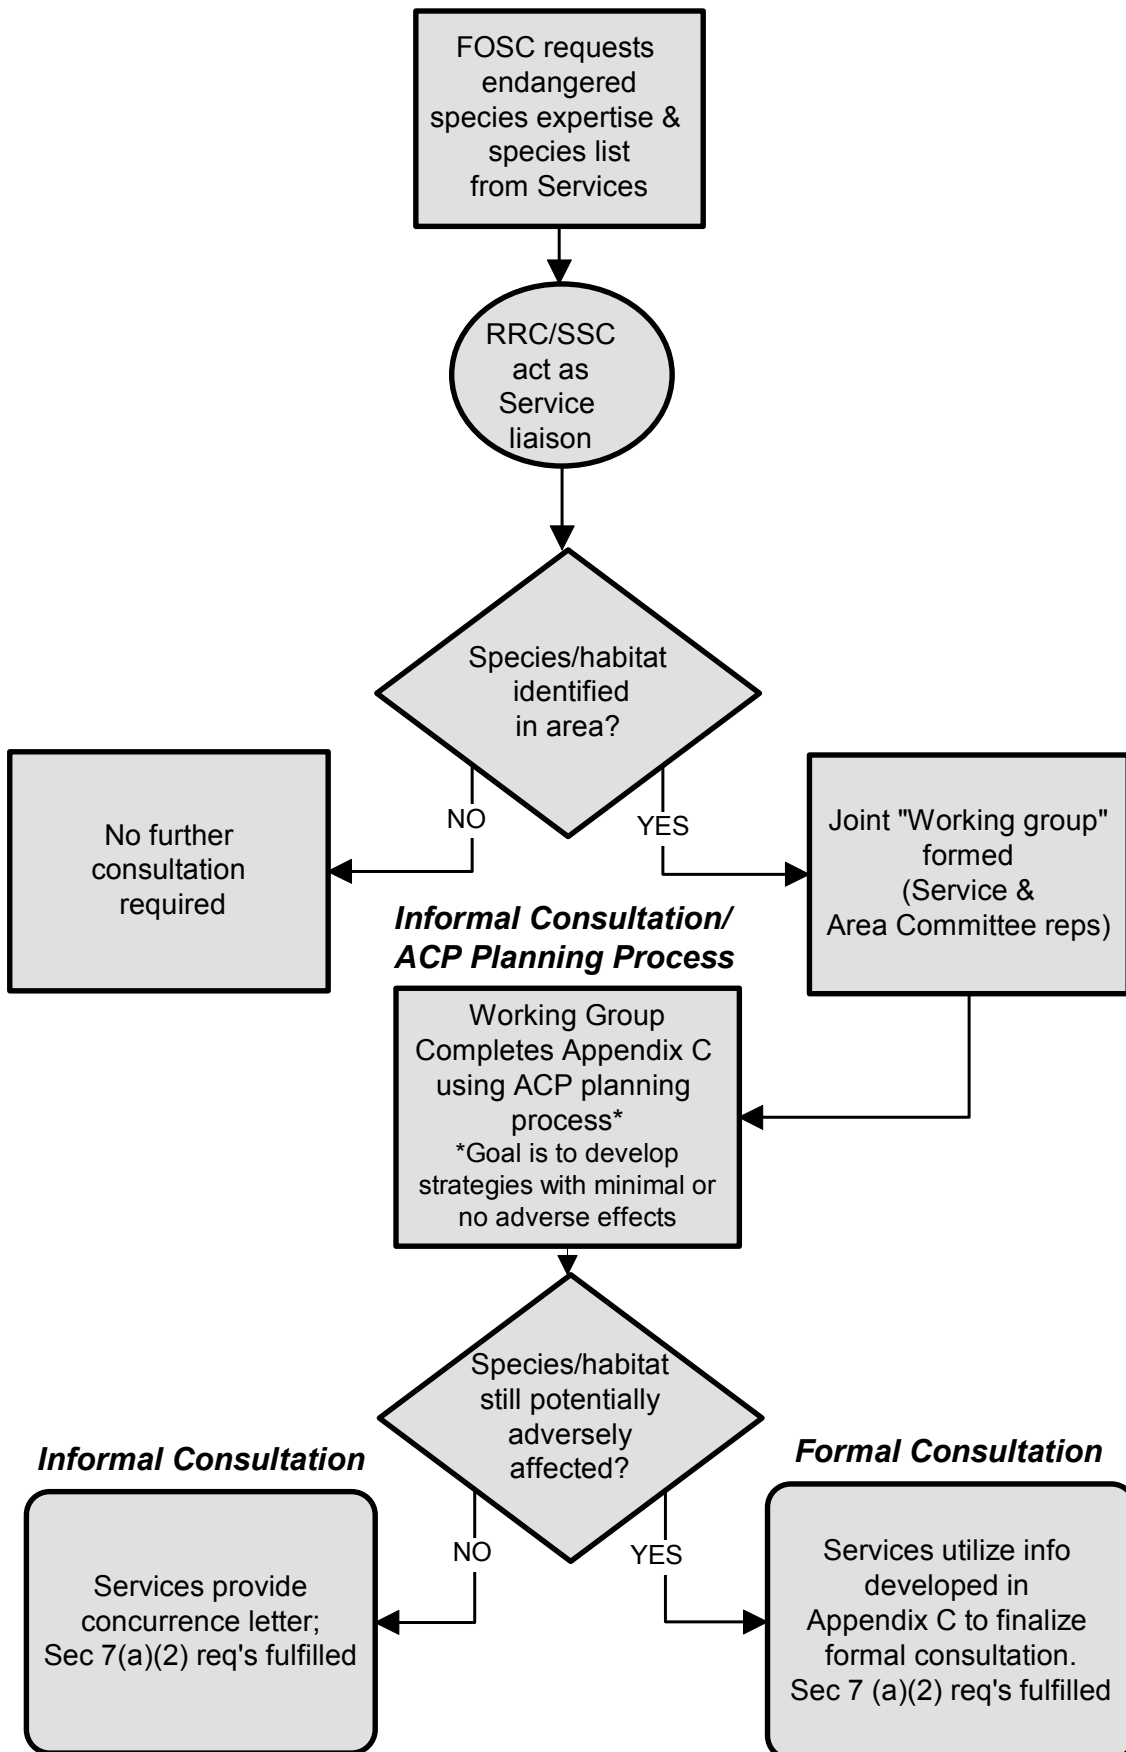 FOSC requests
endangered
species expertise &
species list
from Services
RRC/SSC
act as
Service
liaison
Species/habitat
identified
in area?
NO
YES
No further
consultation
required
Joint "Working group"
formed
(Service &
Area Committee reps)
Informal Consultation/
ACP Planning Process
Working Group
Completes Appendix C
using ACP planning
process*
*Goal is to develop
strategies with minimal or
no adverse effects
Species/habitat
still potentially
adversely
affected?
NO
YES
Informal Consultation
Services provide
concurrence letter;
Sec 7(a)(2) req's fulfilled
Formal Consultation
Services utilize info
developed in
Appendix C to finalize
formal consultation.
Sec 7 (a)(2) req's fulfilled